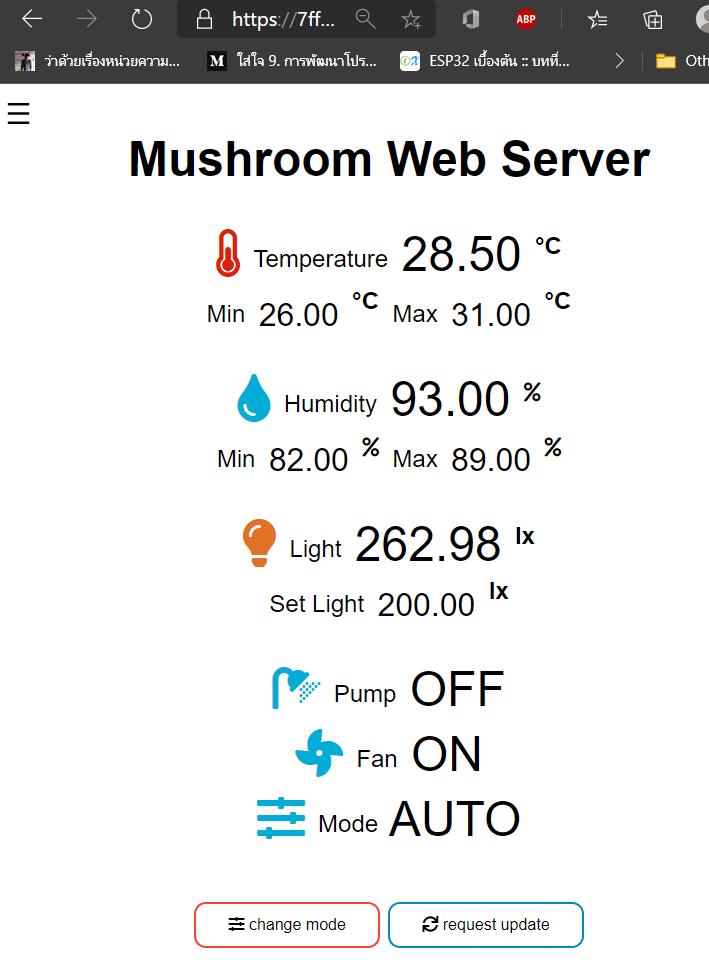 https://7ff...
ABP
ว่าด้วยเรื่องหน่วยความ...
M
ใส่ใจ 9. การพัฒนาโปร...
ESP32 เบื้องต้น :: บทที่...
Oth
Mushroom Web Server
Temperature 28.50 °C
Min 26.00 °C Max 31.00 °C
Humidity 93.00 %
Min 82.00 % Max 89.00 %
Light 262.98 lx
Set Light 200.00 lx
Pump OFF
Fan ON
Mode AUTO
change mode
request update